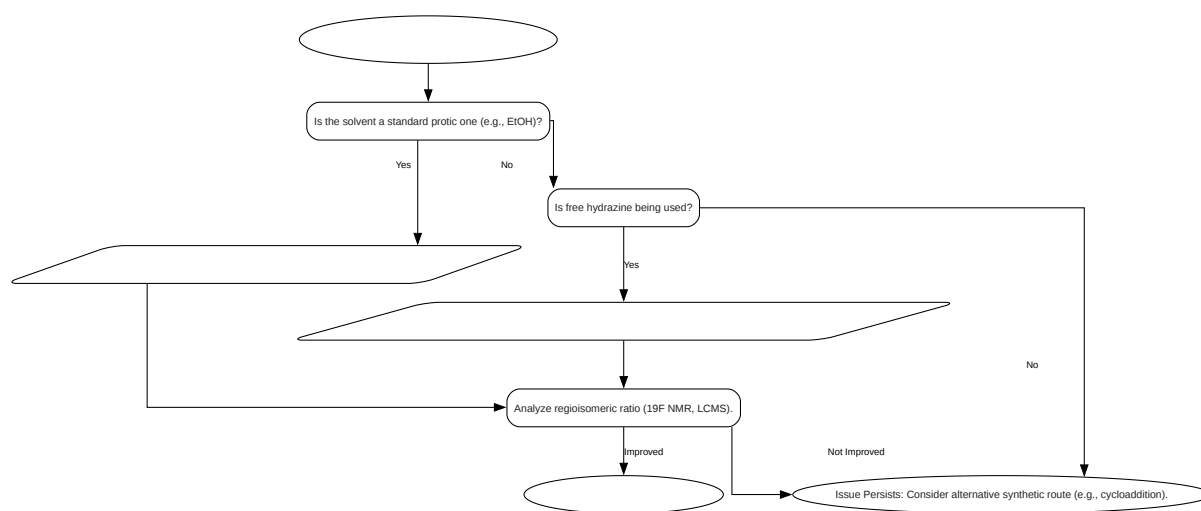 Is the solvent a standard protic one (e.g., EtOH)?
Yes
No
Is free hydrazine being used?
Yes
No
Analyze regioisomeric ratio (19F NMR, LCMS).
Improved
Not Improved
Issue Persists: Consider alternative synthetic route (e.g., cycloaddition).